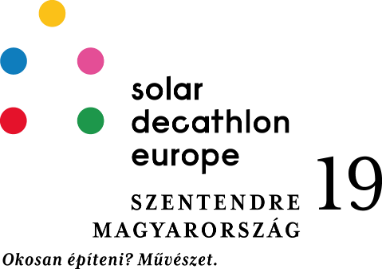 solar
decathlon
europe
SZENTENDRE
MAGYARORSZÁG
19
Okosan építeni? Művészet.